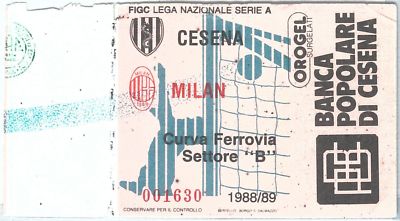 FIGC LEGA NAZIONALE SERIE A
CESENA
MILAN
Curva Ferrovia
Settore "B"
001630
1988/89
CONSERVARE PER IL CONTROLLO
OROGEL
SURGELATI
BANCA
POPOLARE
DI CESENA